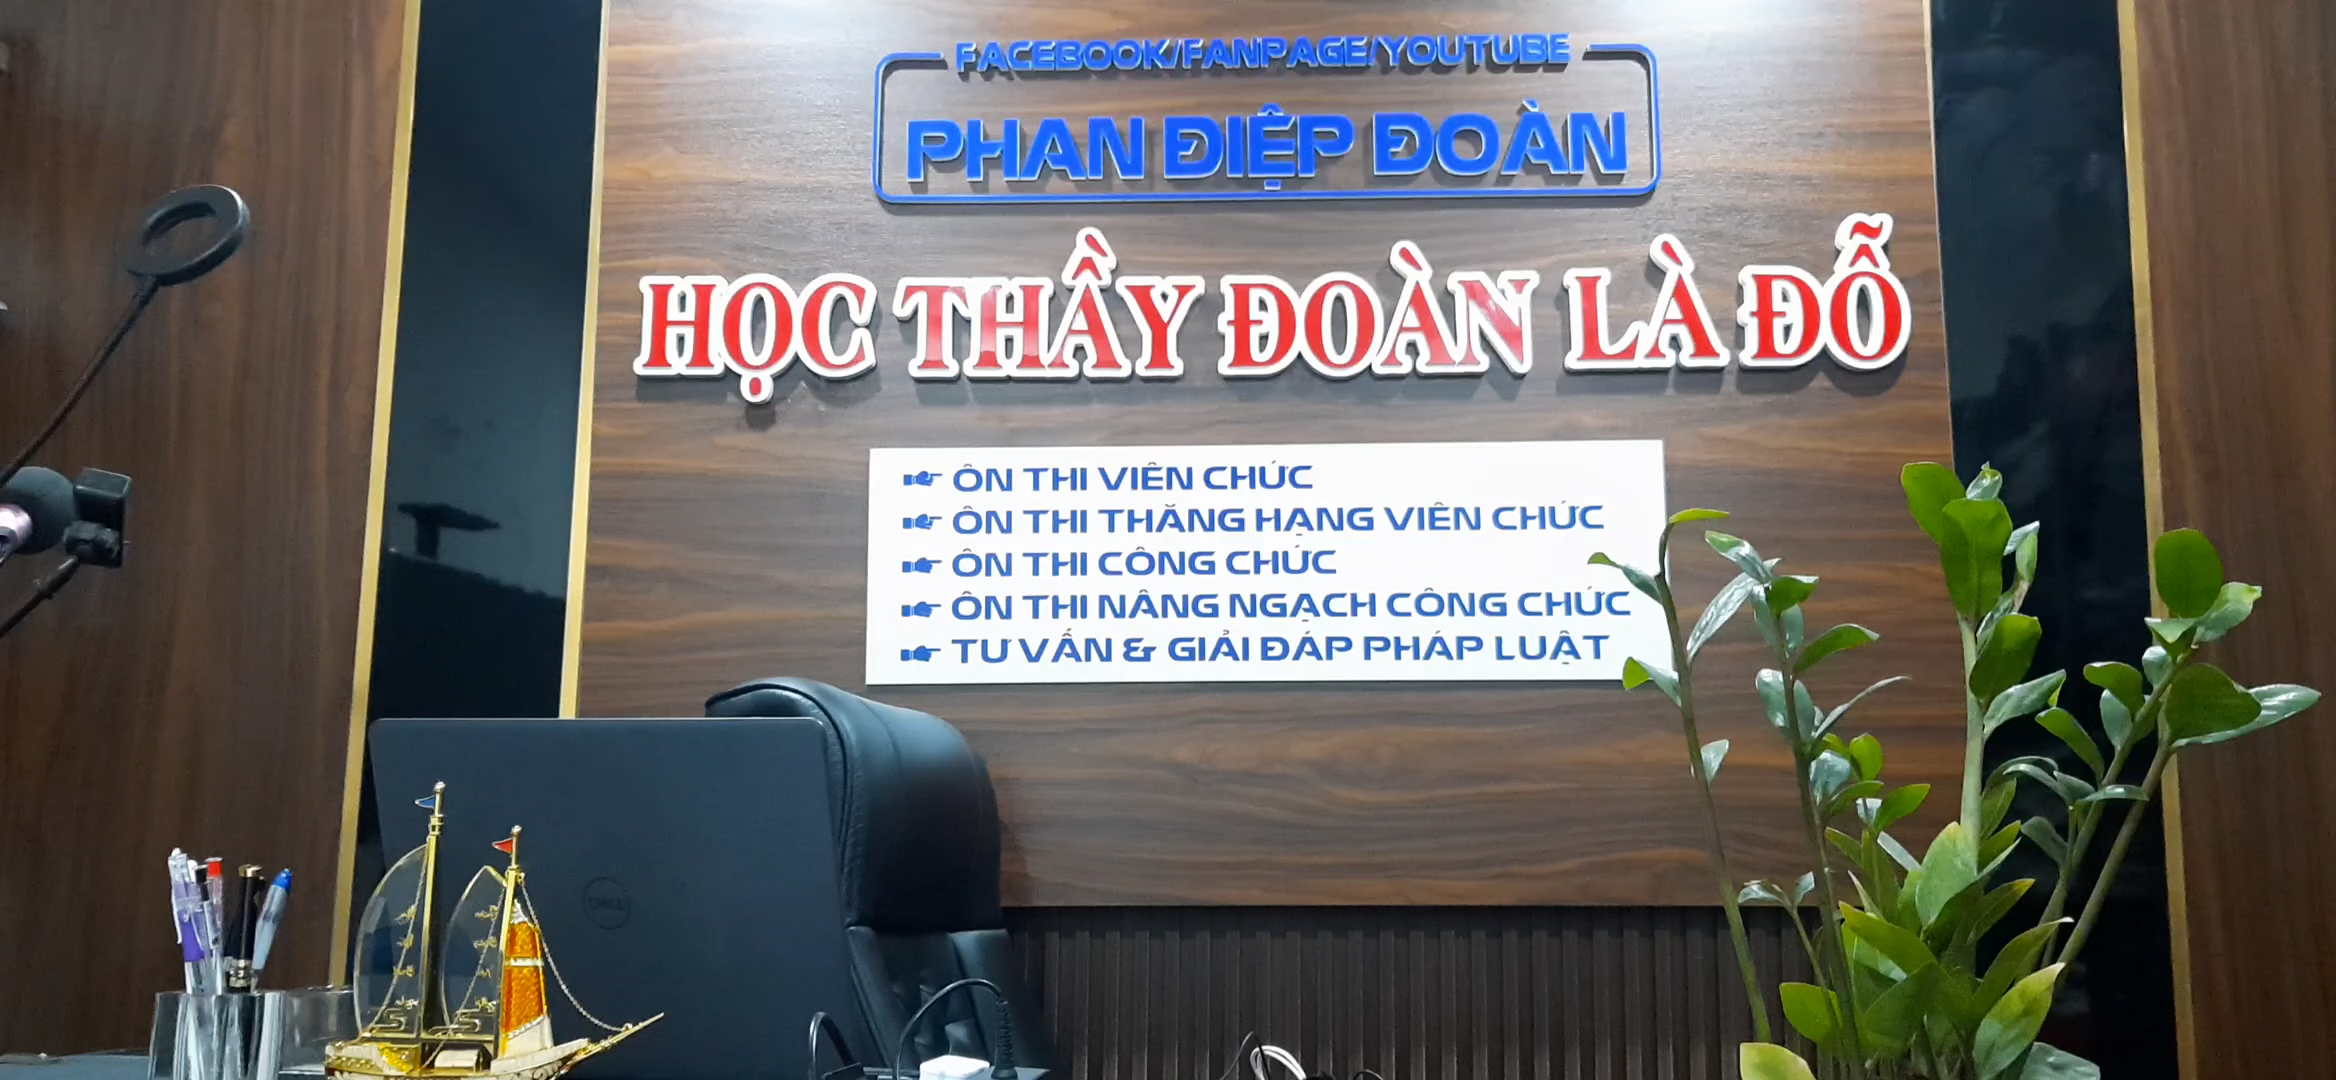 FACEBOOK/FANPAGE/YOUTUBE
PHAN ĐIỆP ĐOÀN
HỌC THẦY ĐOÀN LÀ ĐỖ
ÔN THI VIÊN CHỨC
ÔN THI THĂNG HẠNG VIÊN CHỨC
ÔN THI CÔNG CHỨC
ÔN THI NÂNG NGẠCH CÔNG CHỨC
TƯ VẤN & GIẢI ĐÁP PHÁP LUẬT
DELL